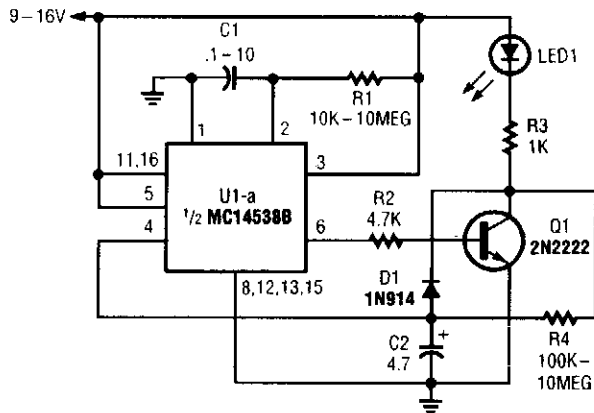 9–16V
C1
.1–10
LED1
R1
10K–10MEG
1
2
R3
1K
11,16
3
5
U1-a
1/2 MC14538B
R2
4.7K
4
6
Q1
2N2222
D1
1N914
8,12,13,15
C2
4.7
+
R4
100K–
10MEG